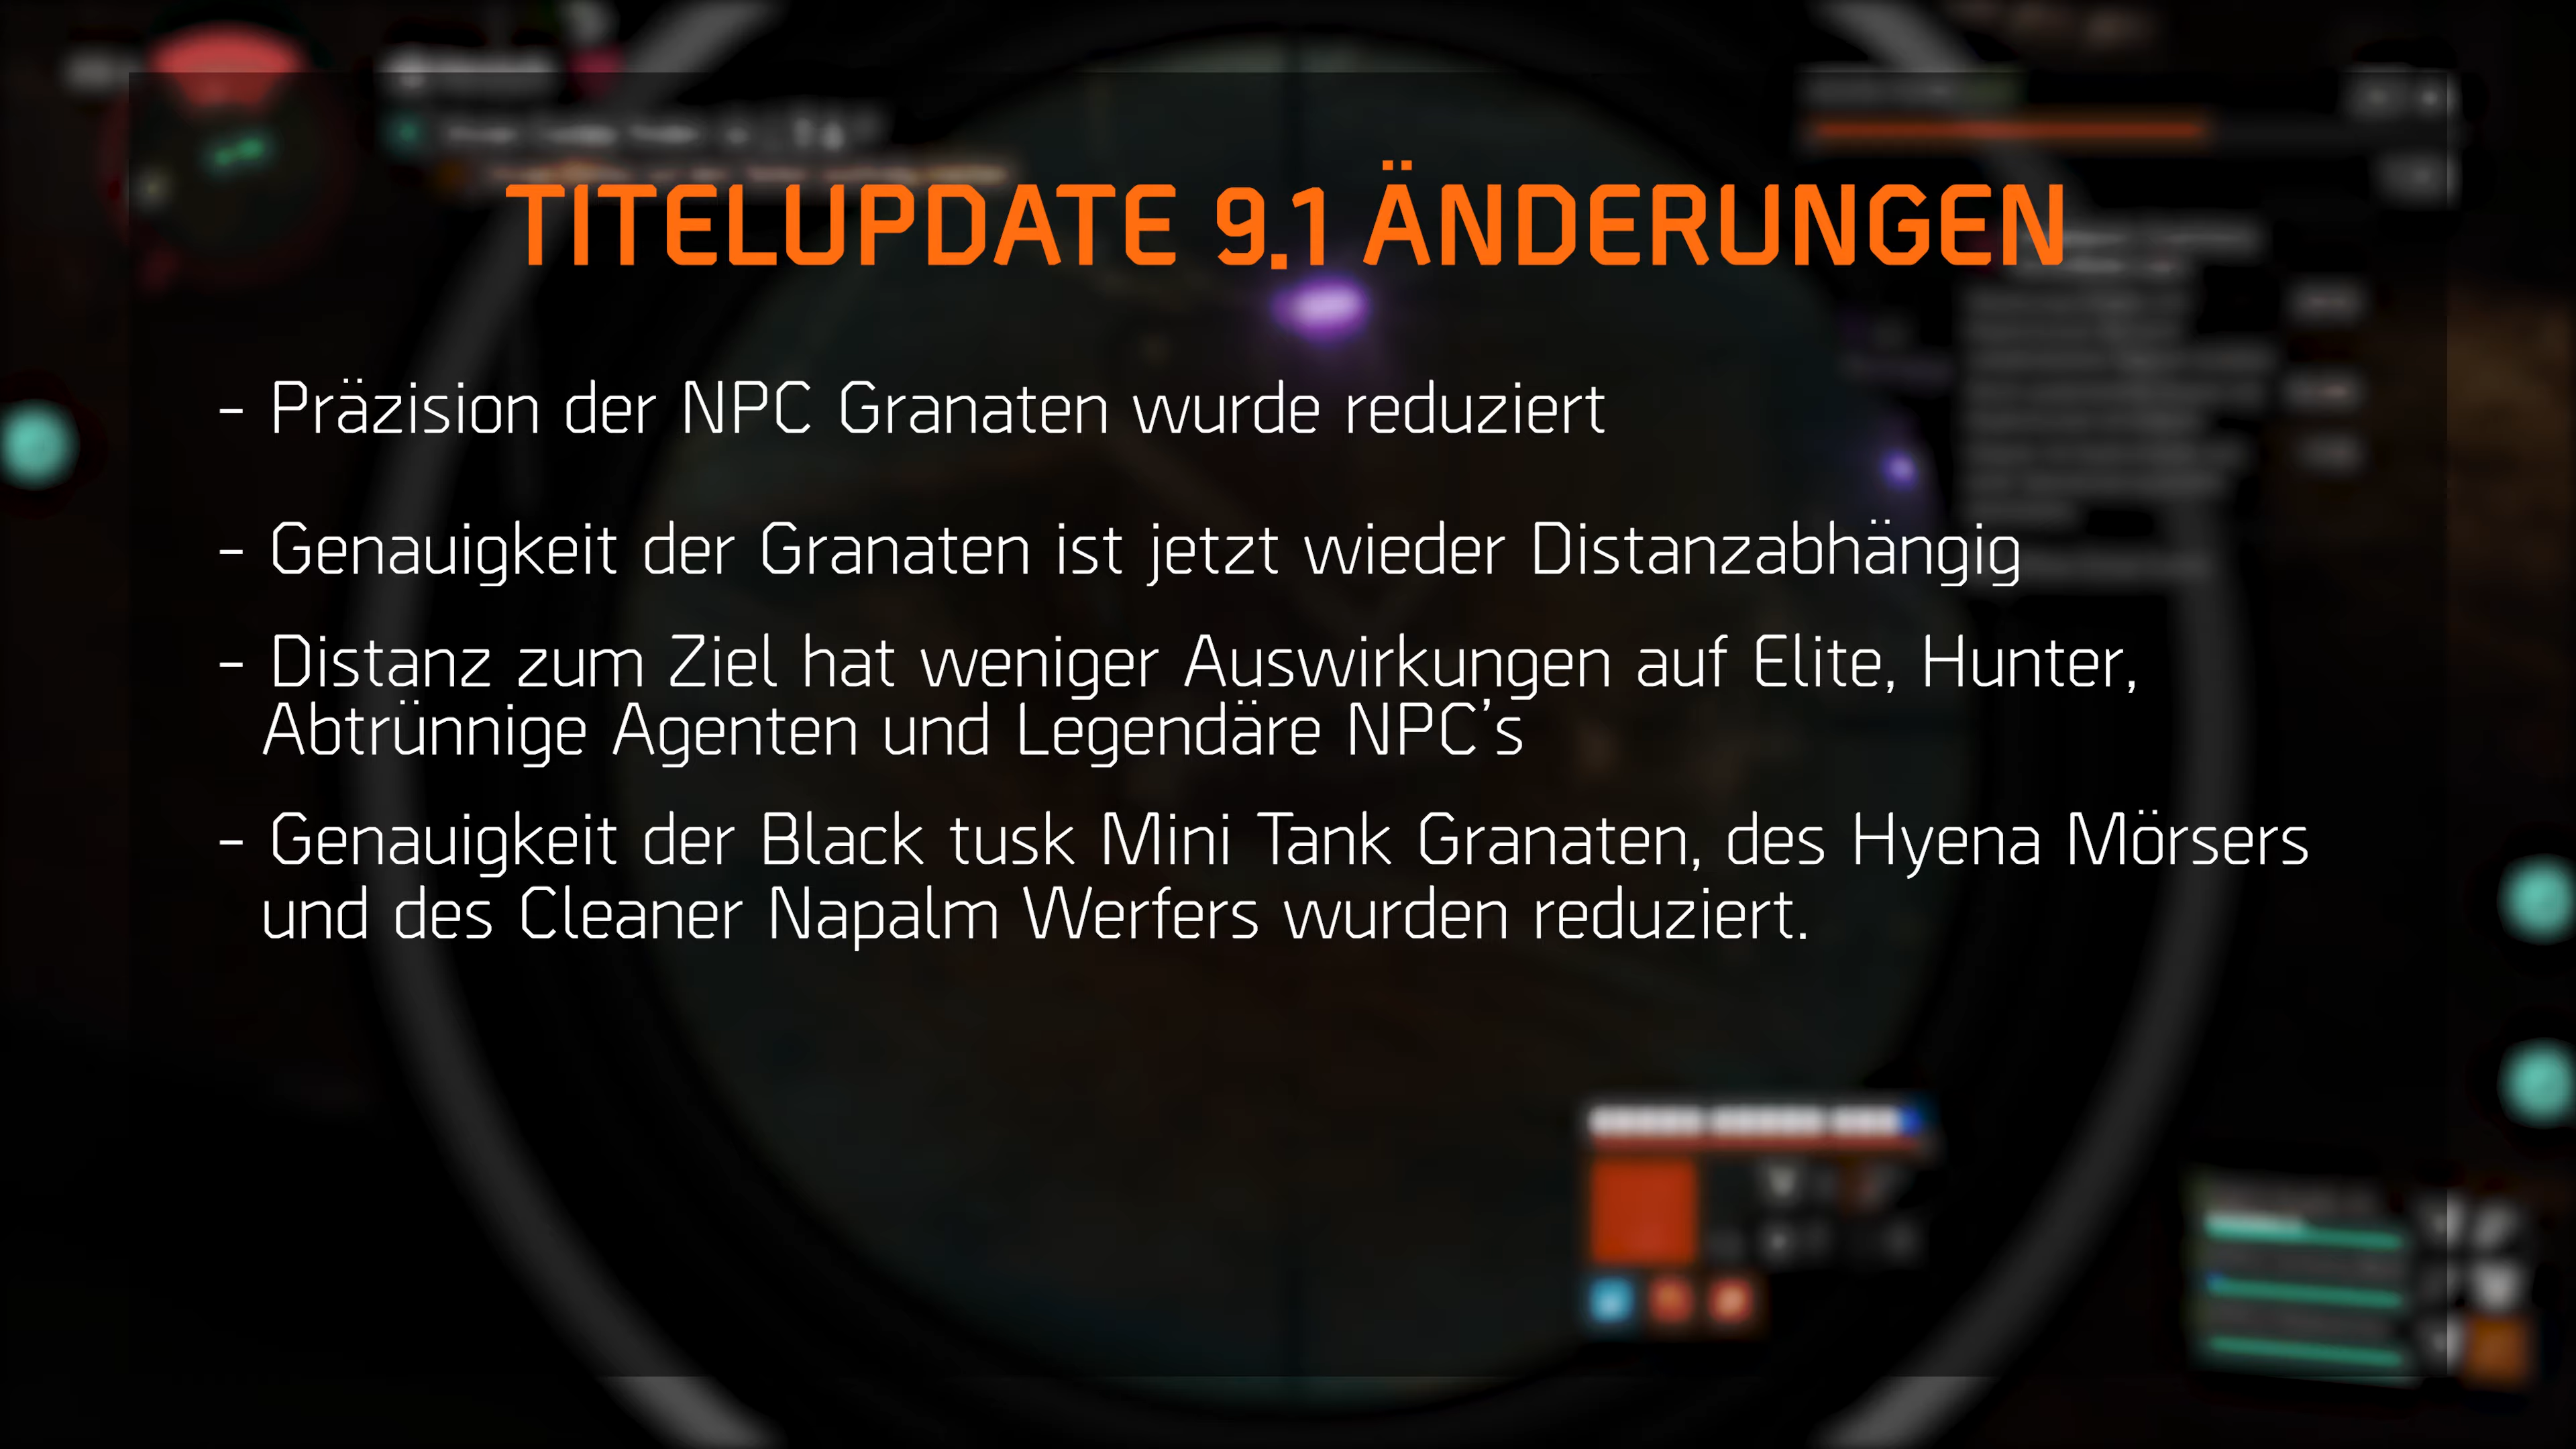 TITELUPDATE 9.1 ÄNDERUNGEN
- Präzision der NPC Granaten wurde reduziert
- Genauigkeit der Granaten ist jetzt wieder Distanzabhängig
- Distanz zum Ziel hat weniger Auswirkungen auf Elite, Hunter,
Abtrünnige Agenten und Legendäre NPC's
- Genauigkeit der Black tusk Mini Tank Granaten, des Hyena Mörsers
und des Cleaner Napalm Werfers wurden reduziert.